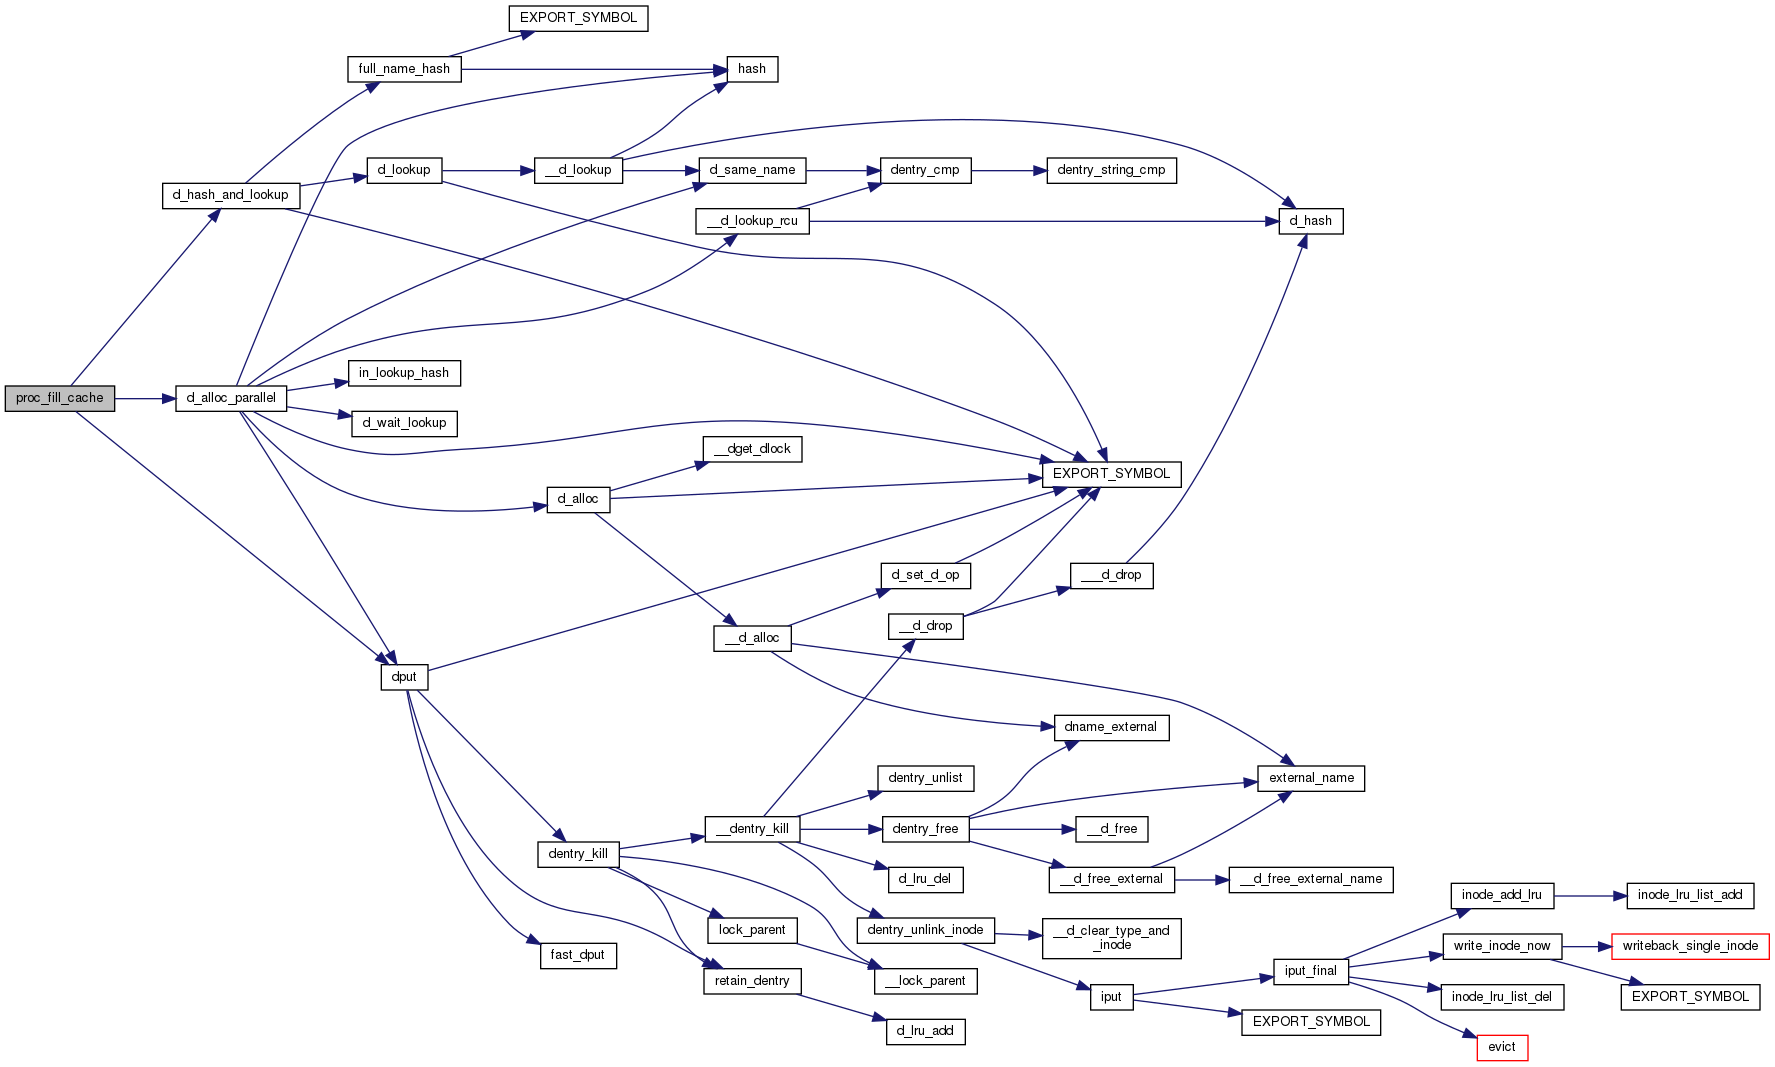 EXPORT_SYMBOL
full_name_hash
hash
d_hash_and_lookup
d_lookup
__d_lookup
d_same_name
dentry_cmp
dentry_string_cmp
__d_lookup_rcu
d_hash
proc_fill_cache
d_alloc_parallel
in_lookup_hash
d_wait_lookup
__dget_dlock
EXPORT_SYMBOL
d_alloc
d_set_d_op
___d_drop
__d_alloc
__d_drop
dput
dname_external
dentry_unlist
external_name
dentry_kill
__dentry_kill
dentry_free
__d_free
d_lru_del
__d_free_external
__d_free_external_name
inode_add_lru
inode_lru_list_add
lock_parent
dentry_unlink_inode
__d_clear_type_and
_inode
write_inode_now
writeback_single_inode
fast_dput
retain_dentry
__lock_parent
iput
iput_final
inode_lru_list_del
EXPORT_SYMBOL
d_lru_add
EXPORT_SYMBOL
evict